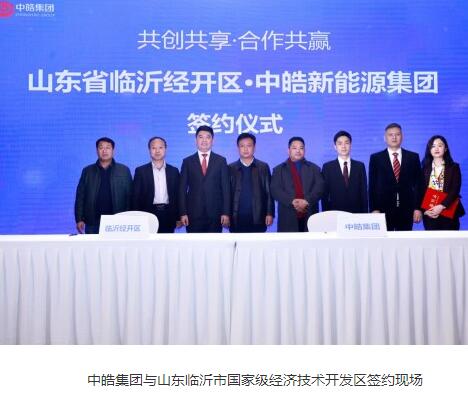 中皓集团
共创共享·合作共赢
山东省临沂经开区·中皓新能源集团
签约仪式
临沂经开区
中皓集团
中皓集团与山东临沂市国家级经济技术开发区签约现场